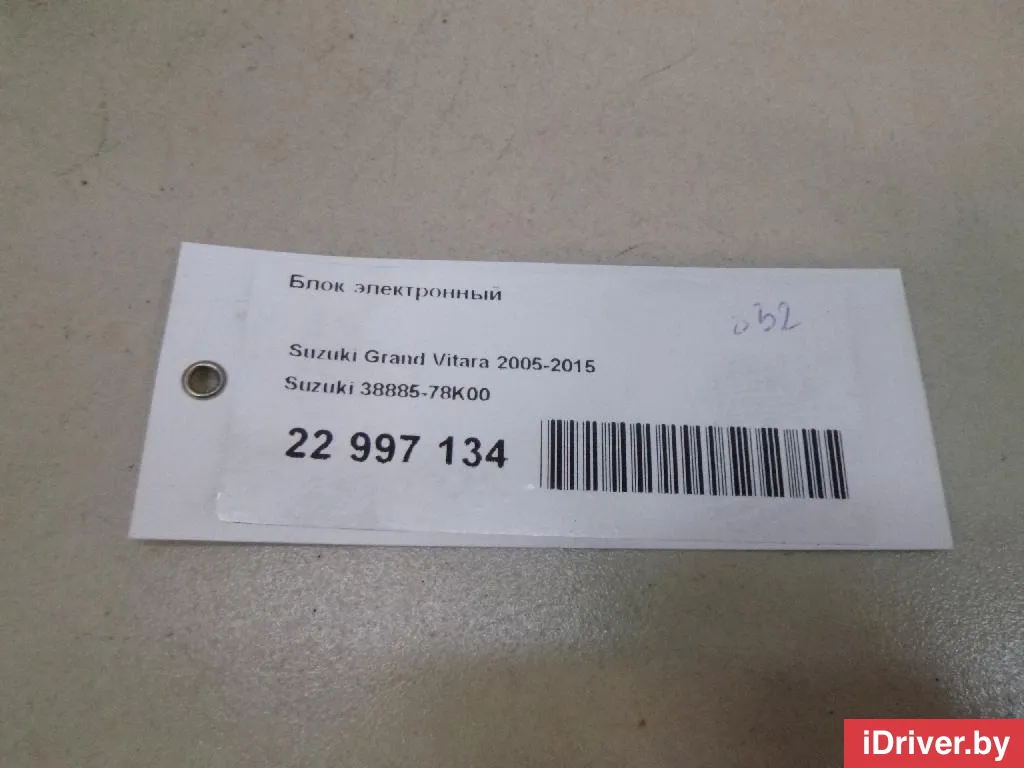 Блок электронный
Suzuki Grand Vitara 2005-2015
Suzuki 38885-78K00
22 997 134
iDriver.by